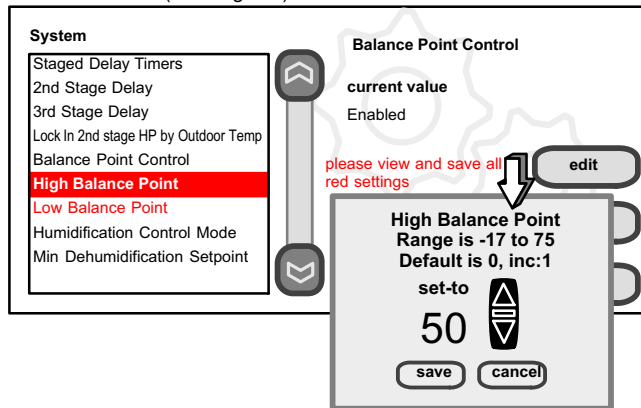 System
Staged Delay Timers
2nd Stage Delay
3rd Stage Delay
Lock In 2nd stage HP by Outdoor Temp
Balance Point Control
High Balance Point
Low Balance Point
Humidification Control Mode
Min Dehumidification Setpoint
Balance Point Control
current value
Enabled
please view and save all
red settings
edit
High Balance Point
Range is -17 to 75
Default is 0, inc:1
set-to
50
save
cancel